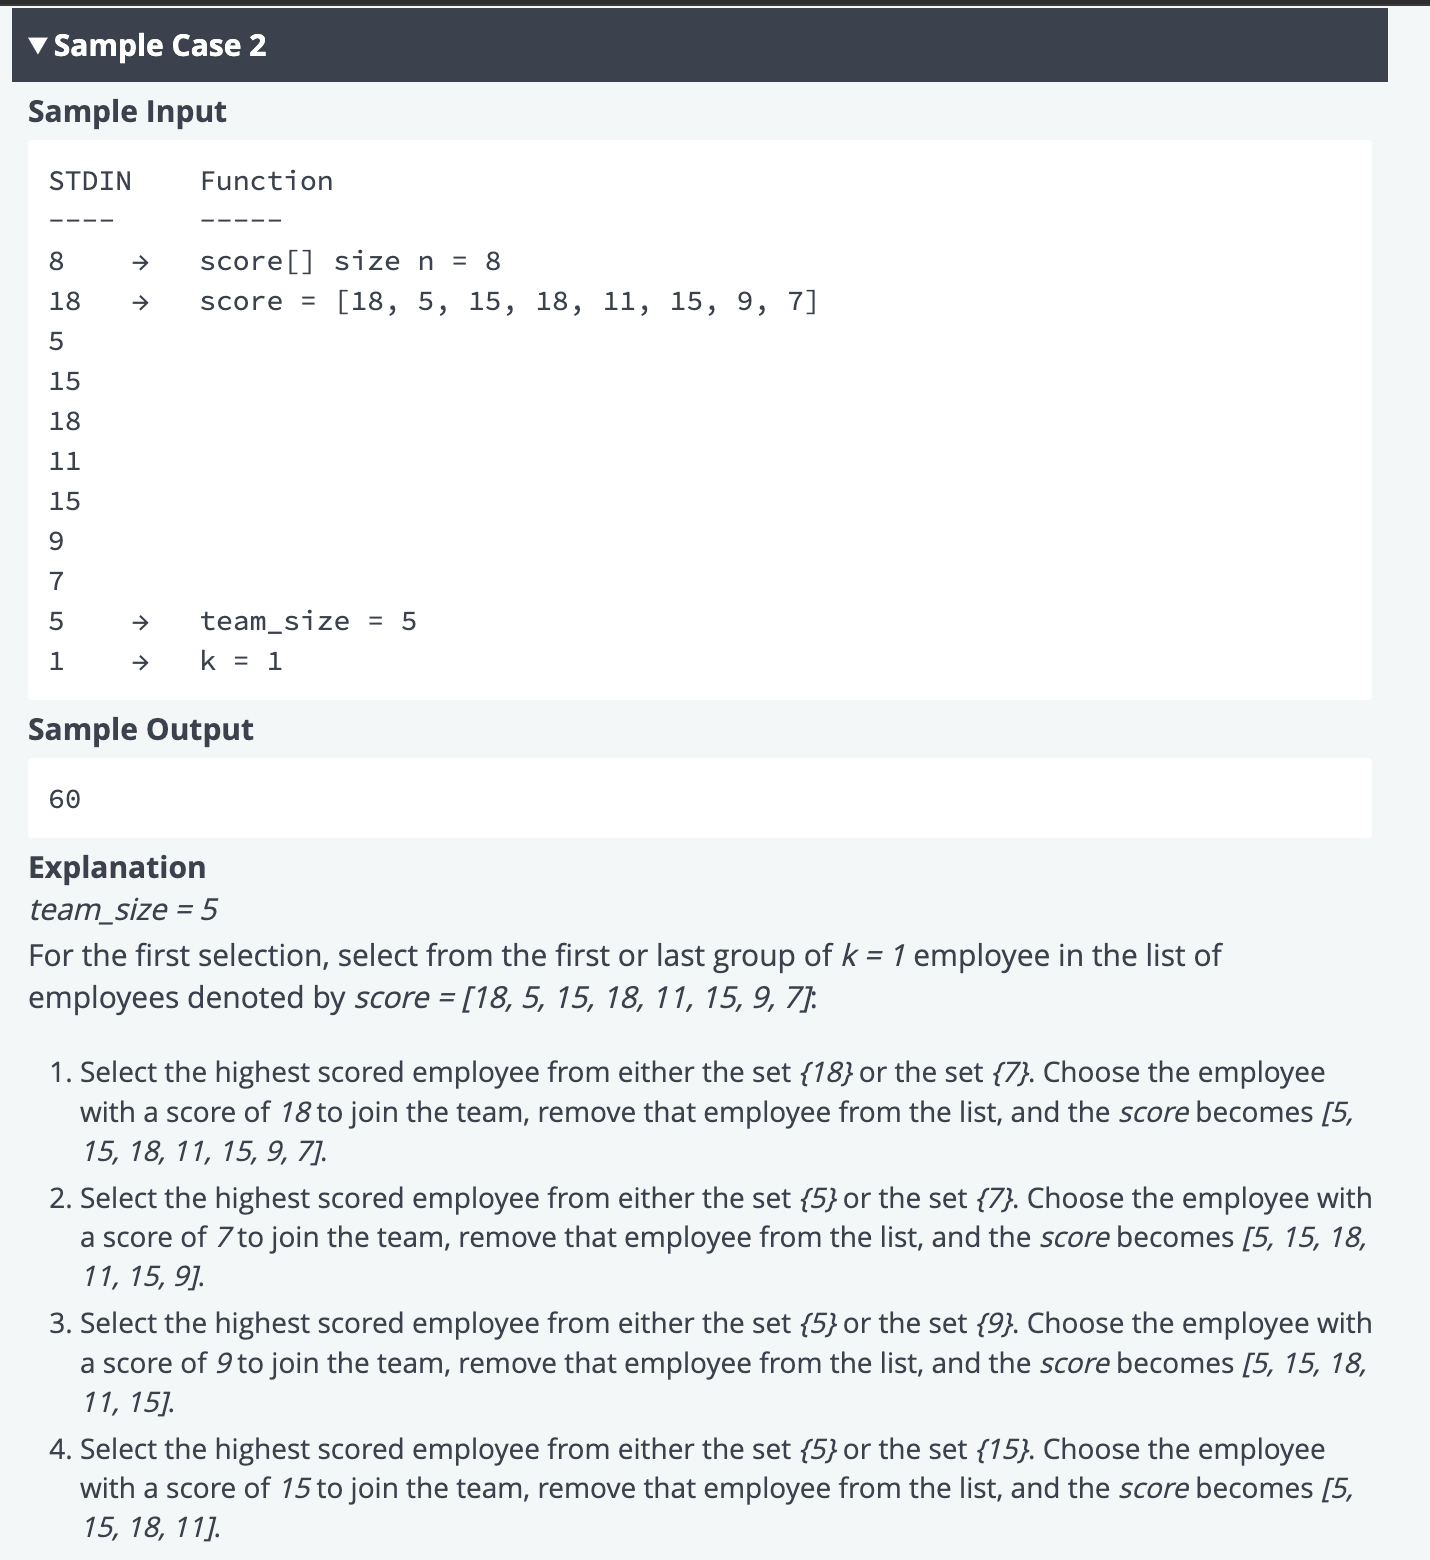 ▼ Sample Case 2
Sample Input
STDIN Function
---- -----
8 → score[] size n = 8
18 → score = [18, 5, 15, 18, 11, 15, 9, 7]
5
15
18
11
15
9
7
5 → team_size = 5
1 → k = 1
Sample Output
60
Explanation
team_size = 5
For the first selection, select from the first or last group of k = 1 employee in the list of
employees denoted by score = [18, 5, 15, 18, 11, 15, 9, 7]:
1. Select the highest scored employee from either the set {18} or the set {7}. Choose the employee
with a score of 18 to join the team, remove that employee from the list, and the score becomes [5,
15, 18, 11, 15, 9, 7].
2. Select the highest scored employee from either the set {5} or the set {7}. Choose the employee with
a score of 7 to join the team, remove that employee from the list, and the score becomes [5, 15, 18,
11, 15, 9].
3. Select the highest scored employee from either the set {5} or the set {9}. Choose the employee with
a score of 9 to join the team, remove that employee from the list, and the score becomes [5, 15, 18,
11, 15].
4. Select the highest scored employee from either the set {5} or the set {15}. Choose the employee
with a score of 15 to join the team, remove that employee from the list, and the score becomes [5,
15, 18, 11].